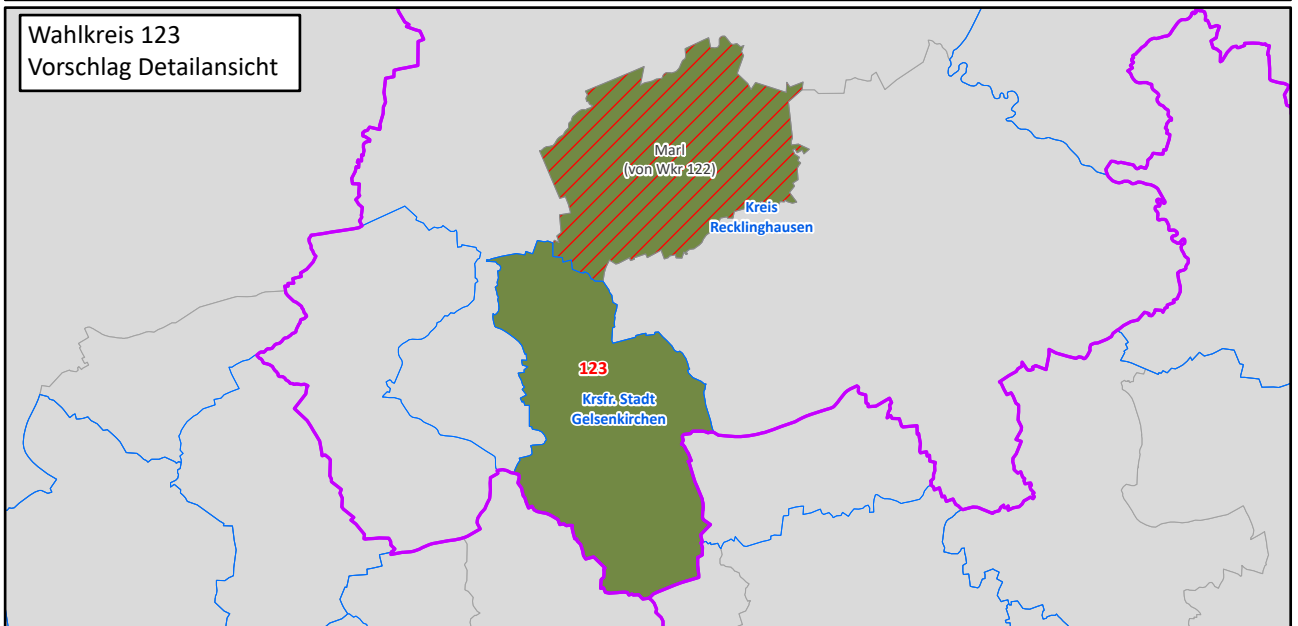 Wahlkreis 123
Vorschlag Detailansicht
Marl
(von Wkr 122)
Kreis
Recklinghausen
123
Krsfr. Stadt
Gelsenkirchen